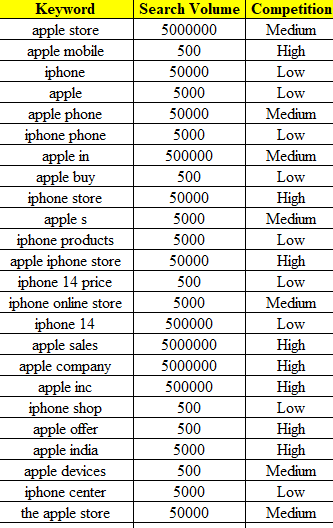 Keyword Search Volume Competition
apple store 5000000 Medium
apple mobile 500 High
iphone 50000 Low
apple 5000 Low
apple phone 50000 Medium
iphone phone 5000 Low
apple in 500000 Medium
apple buy 500 Low
iphone store 50000 High
apple s 5000 Medium
iphone products 5000 Low
apple iphone store 50000 High
iphone 14 price 500 Low
iphone online store 5000 Medium
iphone 14 500000 Low
apple sales 5000000 High
apple company 5000000 High
apple inc 500000 High
iphone shop 500 Low
apple offer 500 High
apple india 5000 High
apple devices 500 Medium
iphone center 5000 Low
the apple store 50000 Medium